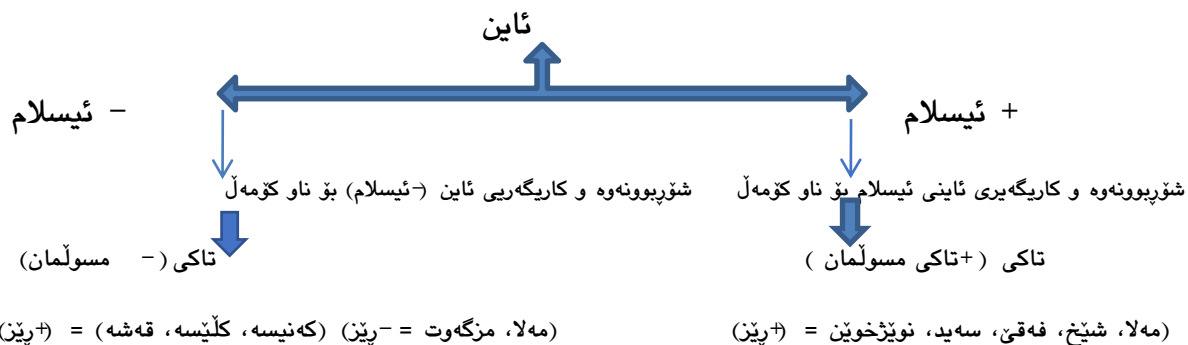 ئاین
+ ئیسلام
− ئیسلام
شۆڕبوونەوە و کاریگەیری ئاینی ئیسلام بۆ ناو کۆمەڵ
شۆڕبوونەوە و کاریگەریی ئاین (−ئیسلام) بۆ ناو کۆمەڵ
تاکی (+تاکی مسوڵمان )
تاکی (− مسوڵمان)
(مەلا، شێخ، فەقێ، سەید، نوێژخوێن = (+ڕێز)
(مەلا، مزگەوت = −ڕێز) (کەنیسە، کڵێسە، قەشە) = (+ڕێز)